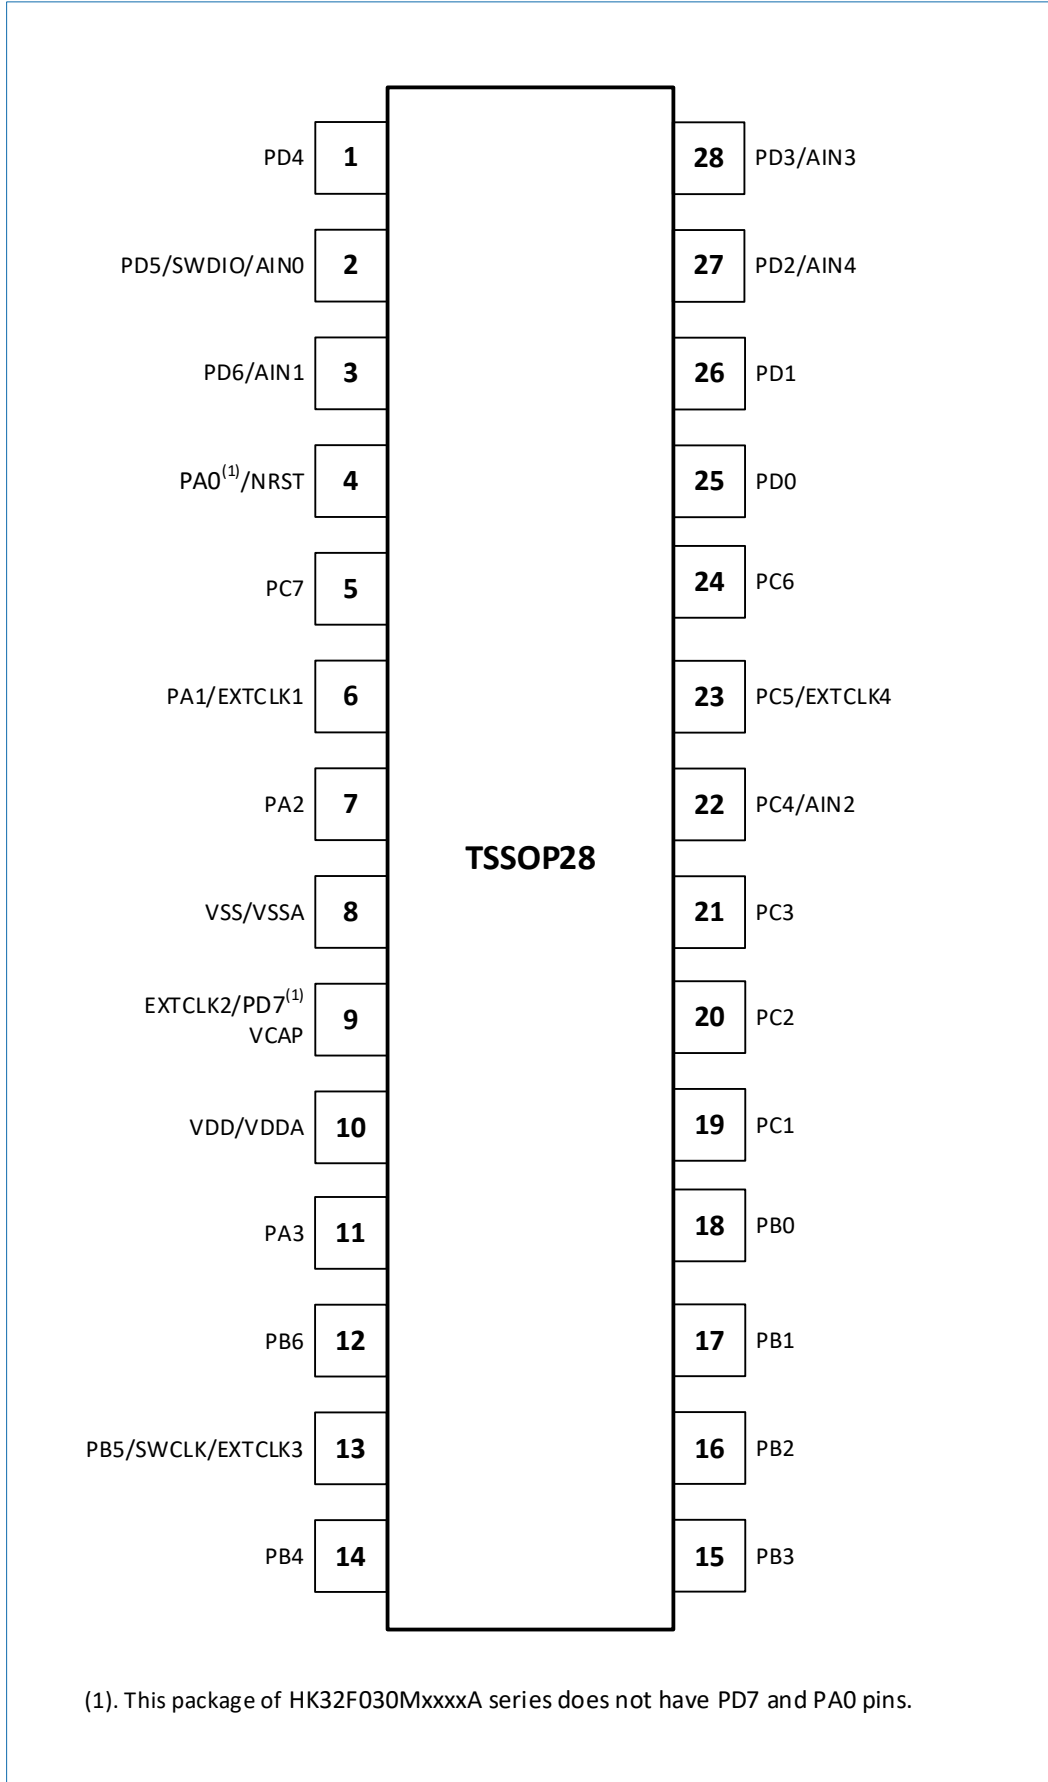 PD4 1 28 PD3/AIN3
PD5/SWDIO/AIN0 2 27 PD2/AIN4
PD6/AIN1 3 26 PD1
PA0(1)/NRST 4 25 PD0
PC7 5 24 PC6
PA1/EXTCLK1 6 23 PC5/EXTCLK4
PA2 7 22 PC4/AIN2
TSSOP28
VSS/VSSA 8 21 PC3
EXTCLK2/PD7(1)
VCAP 9 20 PC2
VDD/VDDA 10 19 PC1
PA3 11 18 PB0
PB6 12 17 PB1
PB5/SWCLK/EXTCLK3 13 16 PB2
PB4 14 15 PB3
(1). This package of HK32F030MxxxxA series does not have PD7 and PA0 pins.